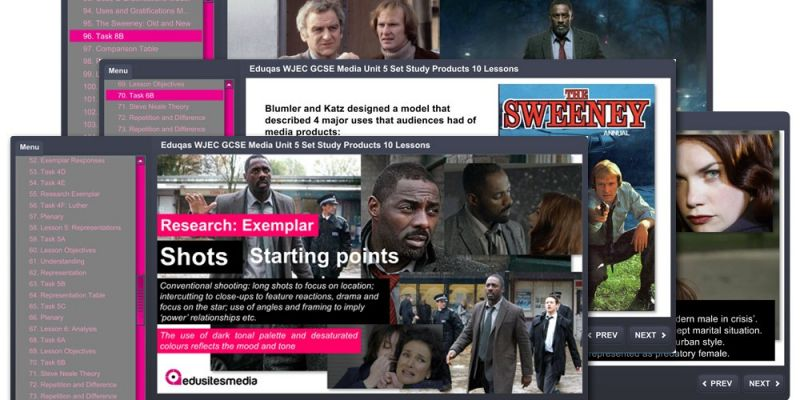 94. Uses and Gratifications M...
95. The Sweeney: Old and New
96. Task 8B
97. Comparison Table
98.
99.
100.
Menu
Eduqas WJEC GCSE Media Unit 5 Set Study Products 10 Lessons
69. Lesson Objectives
70. Task 6B
71. Steve Neale Theory
72. Repetition and Difference
73. Repetition and Difference
Blumler and Katz designed a model that
described 4 major uses that audiences had of
media products:
THE
SWEENEY
ANNUAL
PREV
NEXT
Menu
Eduqas WJEC GCSE Media Unit 5 Set Study Products 10 Lessons
52. Exemplar Responses
53. Task 4D
54. Task 4E
55. Research Exemplar
56. Task 4F: Luther
57. Plenary
58. Lesson 5: Representations
59. Task 5A
60. Lesson Objectives
61. Understanding
62. Representation
63. Task 5B
64. Representation Table
65. Task 5C
66. Plenary
67. Lesson 6: Analysis
68. Task 6A
69. Lesson Objectives
70. Task 6B
71. Steve Neale Theory
72. Repetition and Difference
73. Repetition and Difference
Research: Exemplar
Shots
Starting points
Conventional shooting: long shots to focus on location;
intercutting to close-ups to feature reactions, drama and
focus on the star; use of angles and framing to imply
'power' relationships etc.
The use of dark tonal palette and desaturated
colours reflects the mood and tone
edusitesmedia
dern male in crisis'.
cept marital situation.
urban style.
represented as predatory female.
PREV
NEXT